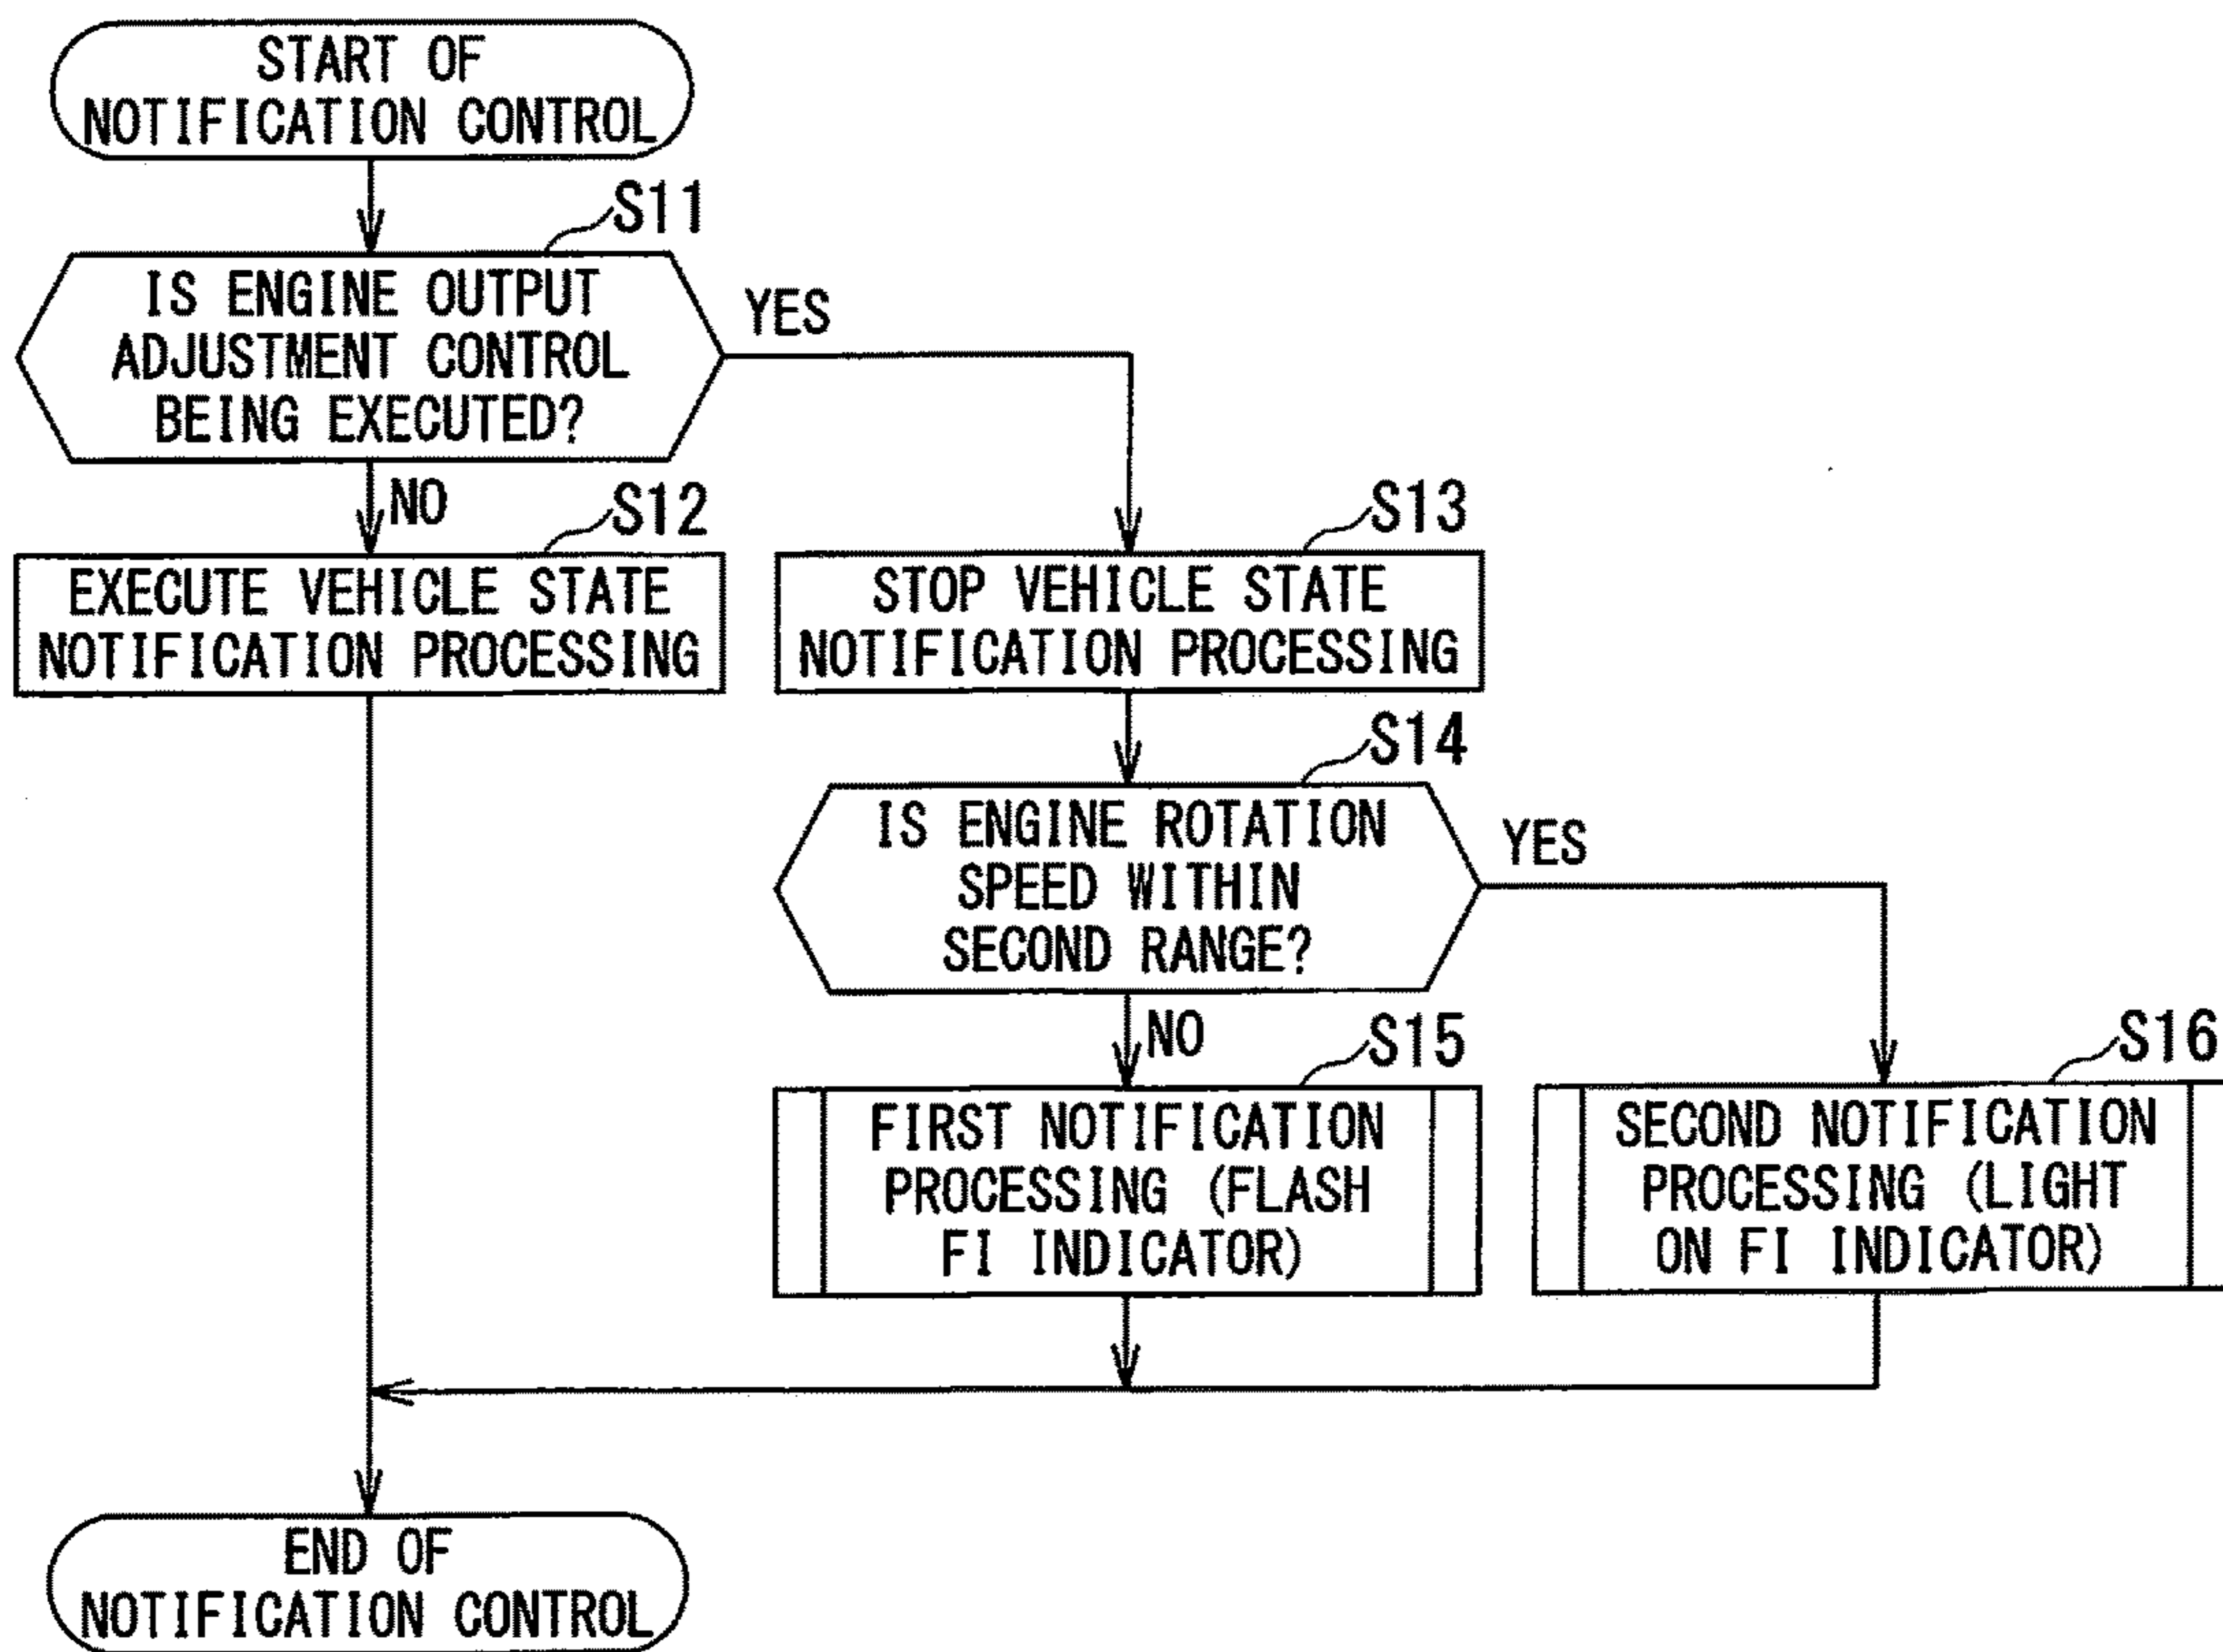 START OF
NOTIFICATION CONTROL
S11
IS ENGINE OUTPUT
ADJUSTMENT CONTROL
BEING EXECUTED?
YES
NO
S12
EXECUTE VEHICLE STATE
NOTIFICATION PROCESSING
S13
STOP VEHICLE STATE
NOTIFICATION PROCESSING
S14
IS ENGINE ROTATION
SPEED WITHIN
SECOND RANGE?
YES
NO
S15
FIRST NOTIFICATION
PROCESSING (FLASH
FI INDICATOR)
S16
SECOND NOTIFICATION
PROCESSING (LIGHT
ON FI INDICATOR)
END OF
NOTIFICATION CONTROL